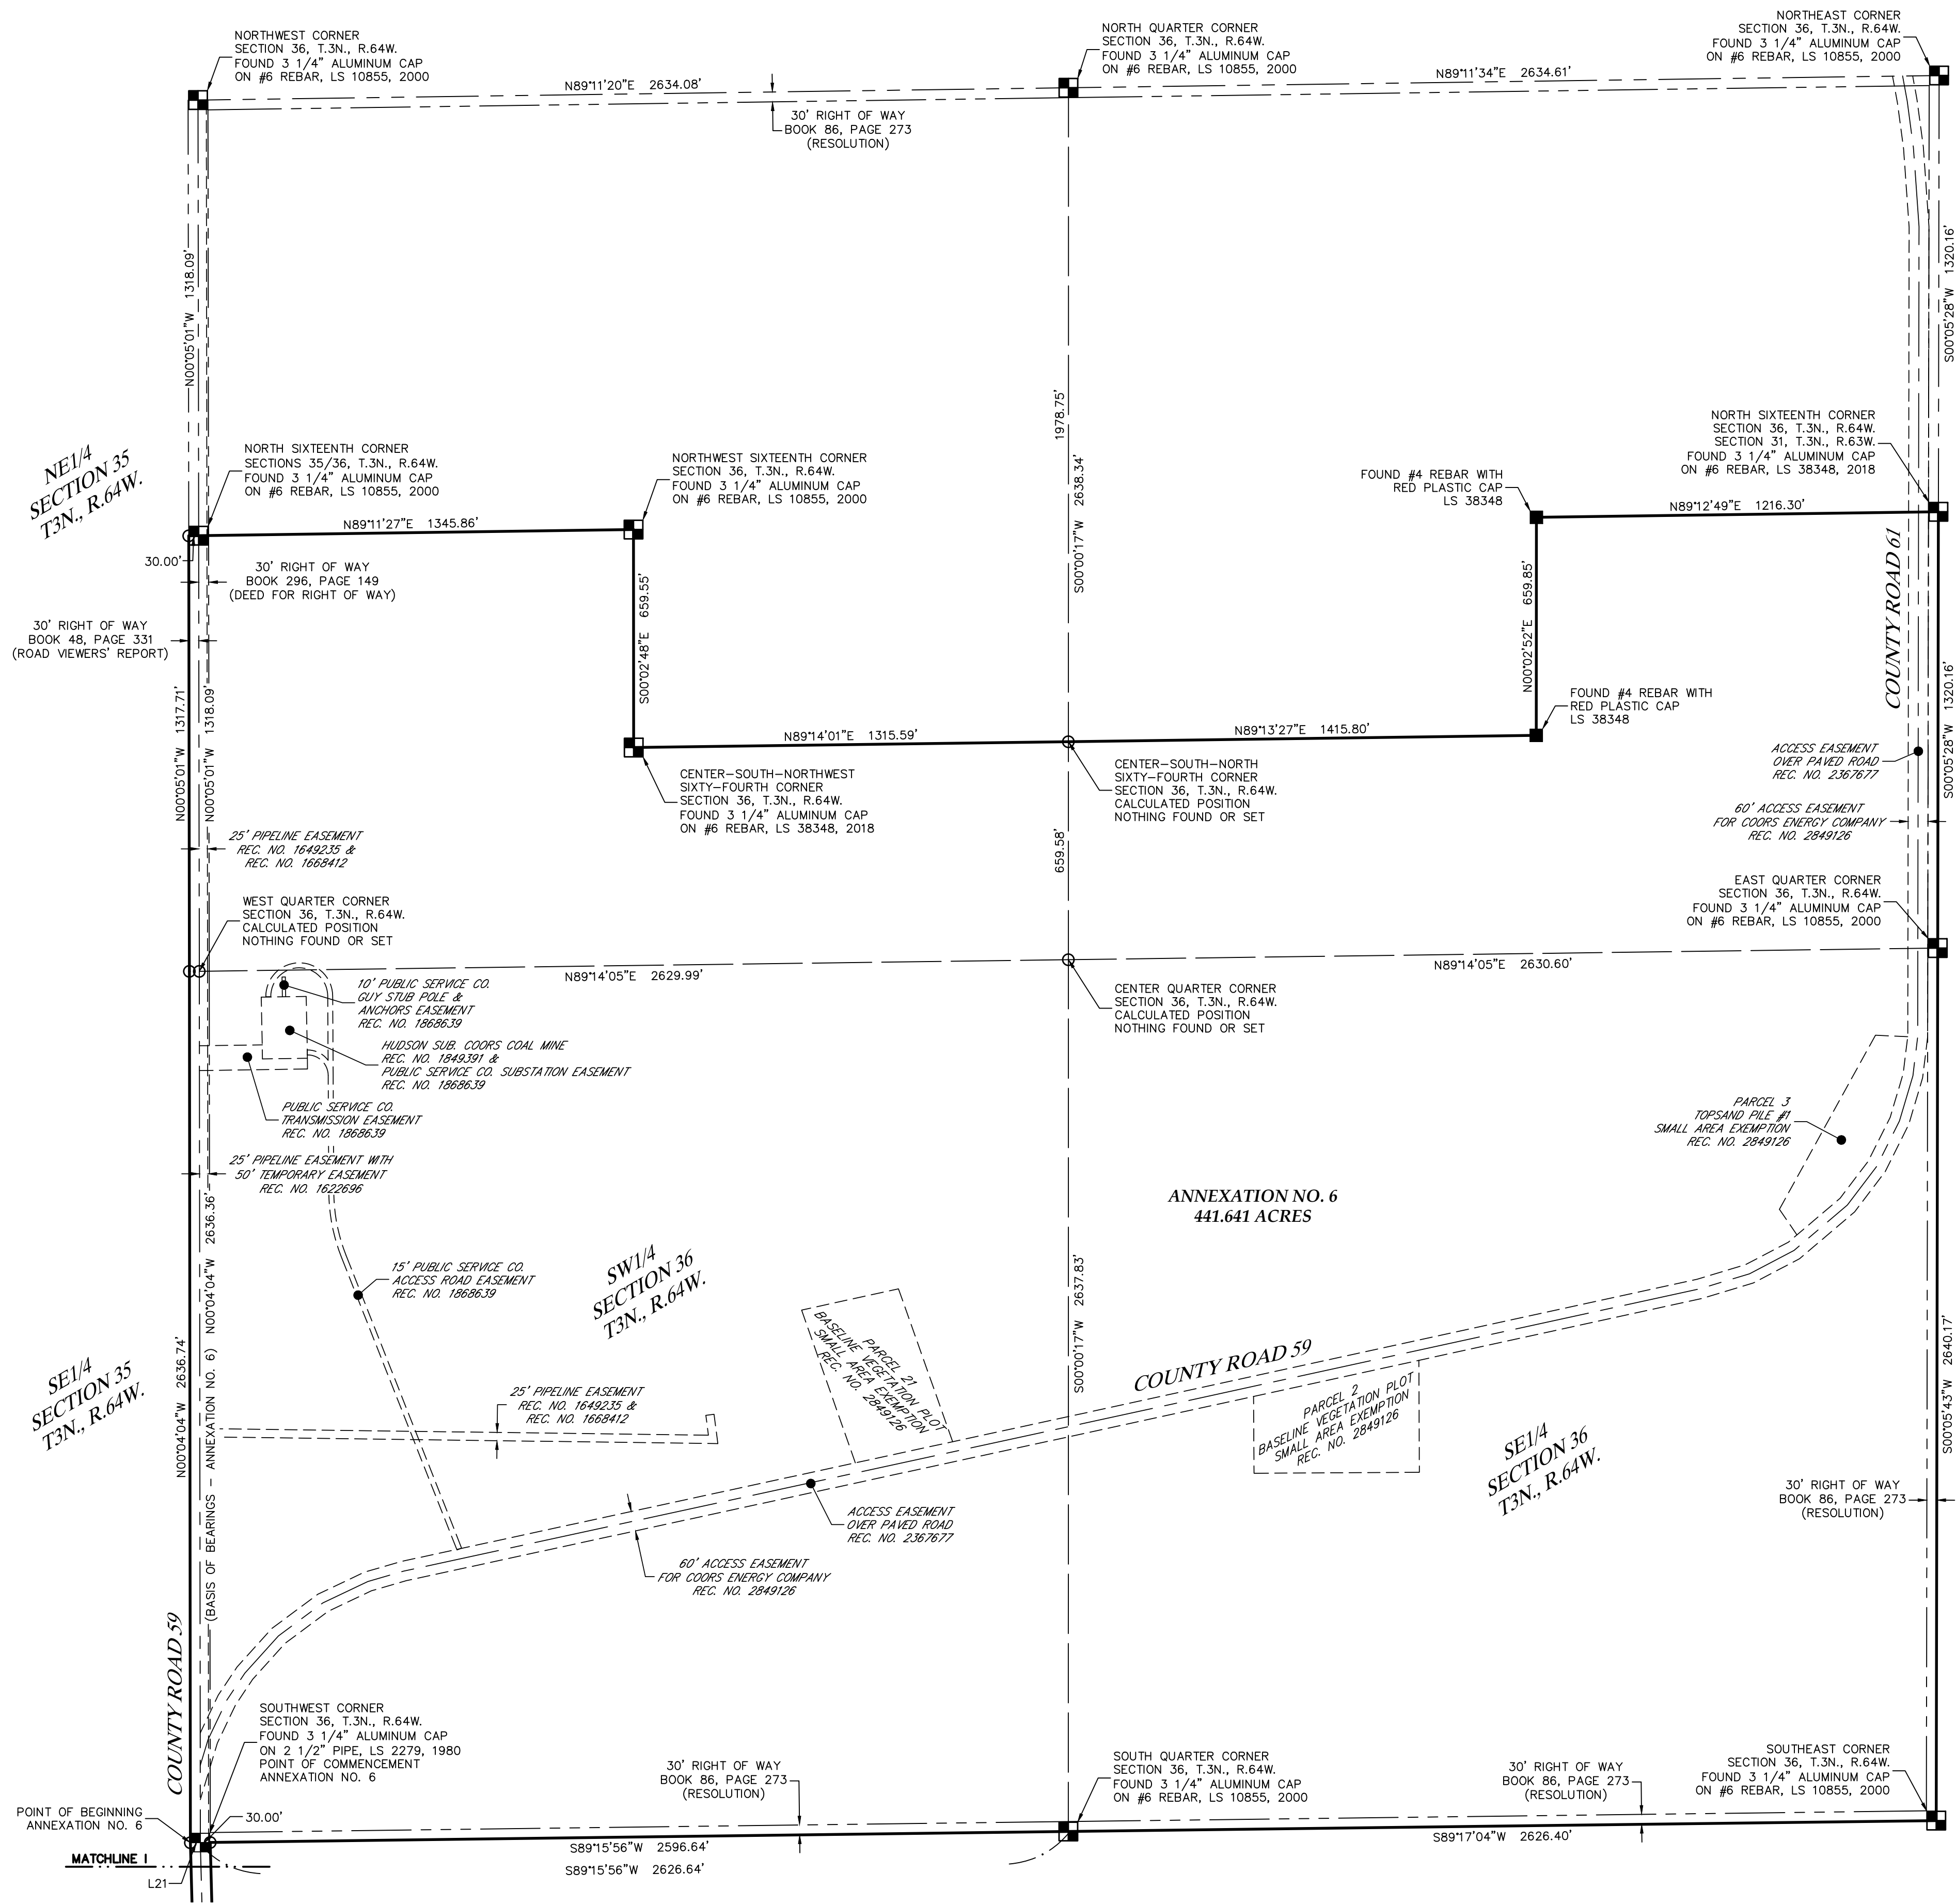 NORTHWEST CORNER
SECTION 36, T.3N., R.64W.
FOUND 3 1/4" ALUMINUM CAP
ON #6 REBAR, LS 10855, 2000
NORTH QUARTER CORNER
SECTION 36, T.3N., R.64W.
FOUND 3 1/4" ALUMINUM CAP
ON #6 REBAR, LS 10855, 2000
NORTHEAST CORNER
SECTION 36, T.3N., R.64W.
FOUND 3 1/4" ALUMINUM CAP
ON #6 REBAR, LS 10855, 2000
N89°11'20"E 2634.08'
N89°11'34"E 2634.61'
30' RIGHT OF WAY
BOOK 86, PAGE 273
(RESOLUTION)
N00°05'01"W 1318.09'
S00°05'28"W 1320.16'
1978.75'
S00°00'17"W 2638.34'
NE1/4
SECTION 35
T3N., R.64W.
NORTH SIXTEENTH CORNER
SECTIONS 35/36, T.3N., R.64W.
FOUND 3 1/4" ALUMINUM CAP
ON #6 REBAR, LS 10855, 2000
NORTHWEST SIXTEENTH CORNER
SECTION 36, T.3N., R.64W.
FOUND 3 1/4" ALUMINUM CAP
ON #6 REBAR, LS 10855, 2000
FOUND #4 REBAR WITH
RED PLASTIC CAP
LS 38348
NORTH SIXTEENTH CORNER
SECTION 36, T.3N., R.64W.
SECTION 31, T.3N., R.63W.
FOUND 3 1/4" ALUMINUM CAP
ON #6 REBAR, LS 38348, 2018
N89°11'27"E 1345.86'
N89°12'49"E 1216.30'
30.00'
30' RIGHT OF WAY
BOOK 296, PAGE 149
(DEED FOR RIGHT OF WAY)
30' RIGHT OF WAY
BOOK 48, PAGE 331
(ROAD VIEWERS' REPORT)
S00°02'48"E 659.55'
N00°02'52"E 659.85'
COUNTY ROAD 61
N00°05'01"W 1317.71'
N00°05'01"W 1318.09'
S00°05'28"W 1320.16'
FOUND #4 REBAR WITH
RED PLASTIC CAP
LS 38348
N89°14'01"E 1315.59'
N89°13'27"E 1415.80'
CENTER-SOUTH-NORTHWEST
SIXTY-FOURTH CORNER
SECTION 36, T.3N., R.64W.
FOUND 3 1/4" ALUMINUM CAP
ON #6 REBAR, LS 38348, 2018
CENTER-SOUTH-NORTH
SIXTY-FOURTH CORNER
SECTION 36, T.3N., R.64W.
CALCULATED POSITION
NOTHING FOUND OR SET
ACCESS EASEMENT
OVER PAVED ROAD
REC. NO. 2367677
60' ACCESS EASEMENT
FOR COORS ENERGY COMPANY
REC. NO. 2849126
25' PIPELINE EASEMENT
REC. NO. 1649235 &
REC. NO. 1668412
659.58'
WEST QUARTER CORNER
SECTION 36, T.3N., R.64W.
CALCULATED POSITION
NOTHING FOUND OR SET
EAST QUARTER CORNER
SECTION 36, T.3N., R.64W.
FOUND 3 1/4" ALUMINUM CAP
ON #6 REBAR, LS 10855, 2000
N89°14'05"E 2629.99'
N89°14'05"E 2630.60'
10' PUBLIC SERVICE CO.
GUY STUB POLE &
ANCHORS EASEMENT
REC. NO. 1868639
CENTER QUARTER CORNER
SECTION 36, T.3N., R.64W.
CALCULATED POSITION
NOTHING FOUND OR SET
HUDSON SUB. COORS COAL MINE
REC. NO. 1849391 &
PUBLIC SERVICE CO. SUBSTATION EASEMENT
REC. NO. 1868639
PUBLIC SERVICE CO.
TRANSMISSION EASEMENT
REC. NO. 1868639
PARCEL 3
TOPSAND PILE #1
SMALL AREA EXEMPTION
REC. NO. 2849126
25' PIPELINE EASEMENT WITH
50' TEMPORARY EASEMENT
REC. NO. 1622696
ANNEXATION NO. 6
441.641 ACRES
15' PUBLIC SERVICE CO.
ACCESS ROAD EASEMENT
REC. NO. 1868639
SW1/4
SECTION 36
T3N., R.64W.
PARCEL 21
BASELINE VEGETATION PLOT
SMALL AREA EXEMPTION
REC. NO. 2849126
S00°00'17"W 2637.83'
COUNTY ROAD 59
SE1/4
SECTION 35
T3N., R.64W.
N00°04'04"W 2636.74'
(BASIS OF BEARINGS - ANNEXATION NO. 6) N00°04'04"W 2636.36'
25' PIPELINE EASEMENT
REC. NO. 1649235 &
REC. NO. 1668412
PARCEL 2
BASELINE VEGETATION PLOT
SMALL AREA EXEMPTION
REC. NO. 2849126
SE1/4
SECTION 36
T3N., R.64W.
S00°05'43"W 2640.17'
30' RIGHT OF WAY
BOOK 86, PAGE 273
(RESOLUTION)
ACCESS EASEMENT
OVER PAVED ROAD
REC. NO. 2367677
60' ACCESS EASEMENT
FOR COORS ENERGY COMPANY
REC. NO. 2849126
COUNTY ROAD 59
SOUTHWEST CORNER
SECTION 36, T.3N., R.64W.
FOUND 3 1/4" ALUMINUM CAP
ON 2 1/2" PIPE, LS 2279, 1980
POINT OF COMMENCEMENT
ANNEXATION NO. 6
30' RIGHT OF WAY
BOOK 86, PAGE 273
(RESOLUTION)
SOUTH QUARTER CORNER
SECTION 36, T.3N., R.64W.
FOUND 3 1/4" ALUMINUM CAP
ON #6 REBAR, LS 10855, 2000
30' RIGHT OF WAY
BOOK 86, PAGE 273
(RESOLUTION)
SOUTHEAST CORNER
SECTION 36, T.3N., R.64W.
FOUND 3 1/4" ALUMINUM CAP
ON #6 REBAR, LS 10855, 2000
POINT OF BEGINNING
ANNEXATION NO. 6
30.00'
S89°15'56"W 2596.64'
S89°15'56"W 2626.64'
S89°17'04"W 2626.40'
MATCHLINE I
L21